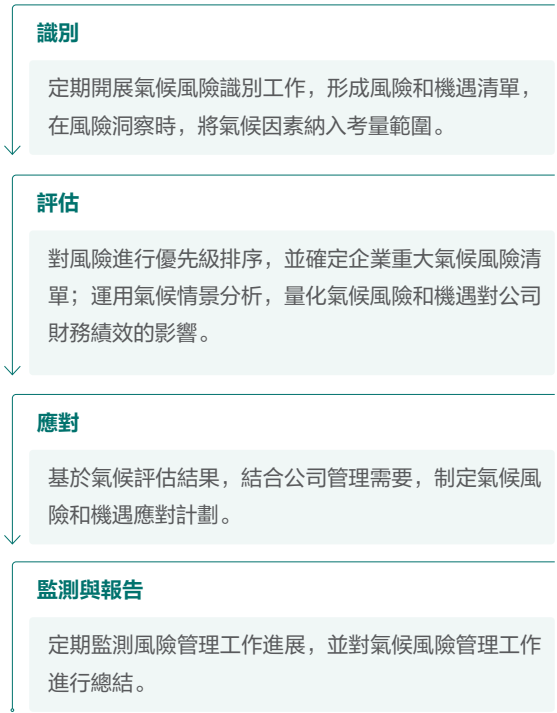 識別
定期開展氣候風險識別工作，形成風險和機遇清單，
在風險洞察時，將氣候因素納入考量範圍。
評估
對風險進行優先級排序，並確定企業重大氣候風險清
單；運用氣候情景分析，量化氣候風險和機遇對公司
財務績效的影響。
應對
基於氣候評估結果，結合公司管理需要，制定氣候風
險和機遇應對計劃。
監測與報告
定期監測風險管理工作進展，並對氣候風險管理工作
進行總結。